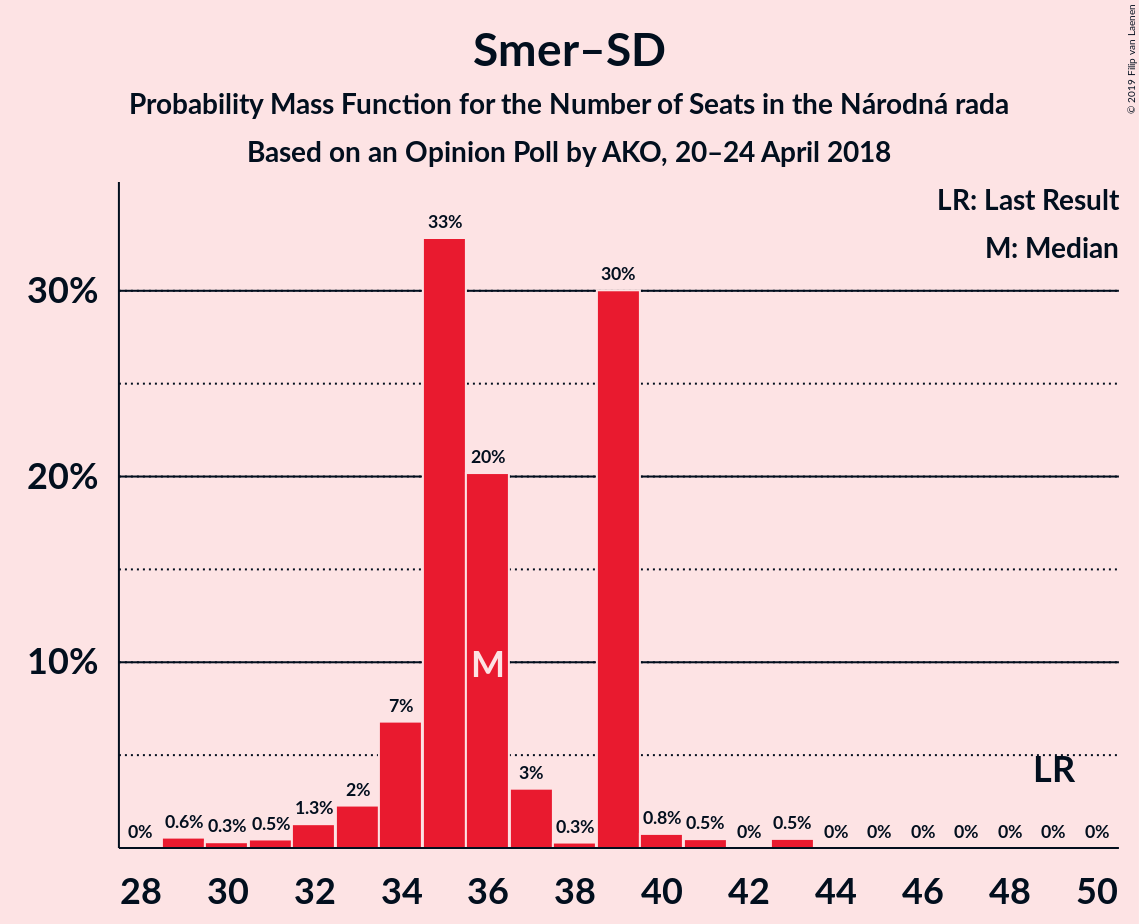 Smer–SD
Probability Mass Function for the Number of Seats in the Národná rada
Based on an Opinion Poll by AKO, 20–24 April 2018
© 2019 Filip van Laenen
LR: Last Result
M: Median
30%
20%
10%
0%
0.6%
0.3%
0.5%
1.3%
2%
7%
33%
20%
3%
0.3%
30%
0.8%
0.5%
0%
0.5%
0%
0%
0%
0%
0%
0%
0%
M
LR
28 30 32 34 36 38 40 42 44 46 48 50